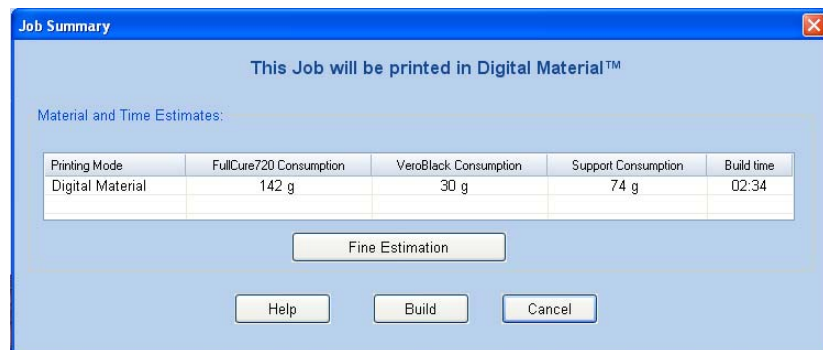 Job Summary
This Job will be printed in Digital Material™
Material and Time Estimates:
Printing Mode FullCure720 Consumption VeroBlack Consumption Support Consumption Build time
Digital Material 142 g 30 g 74 g 02:34
Fine Estimation
Help Build Cancel